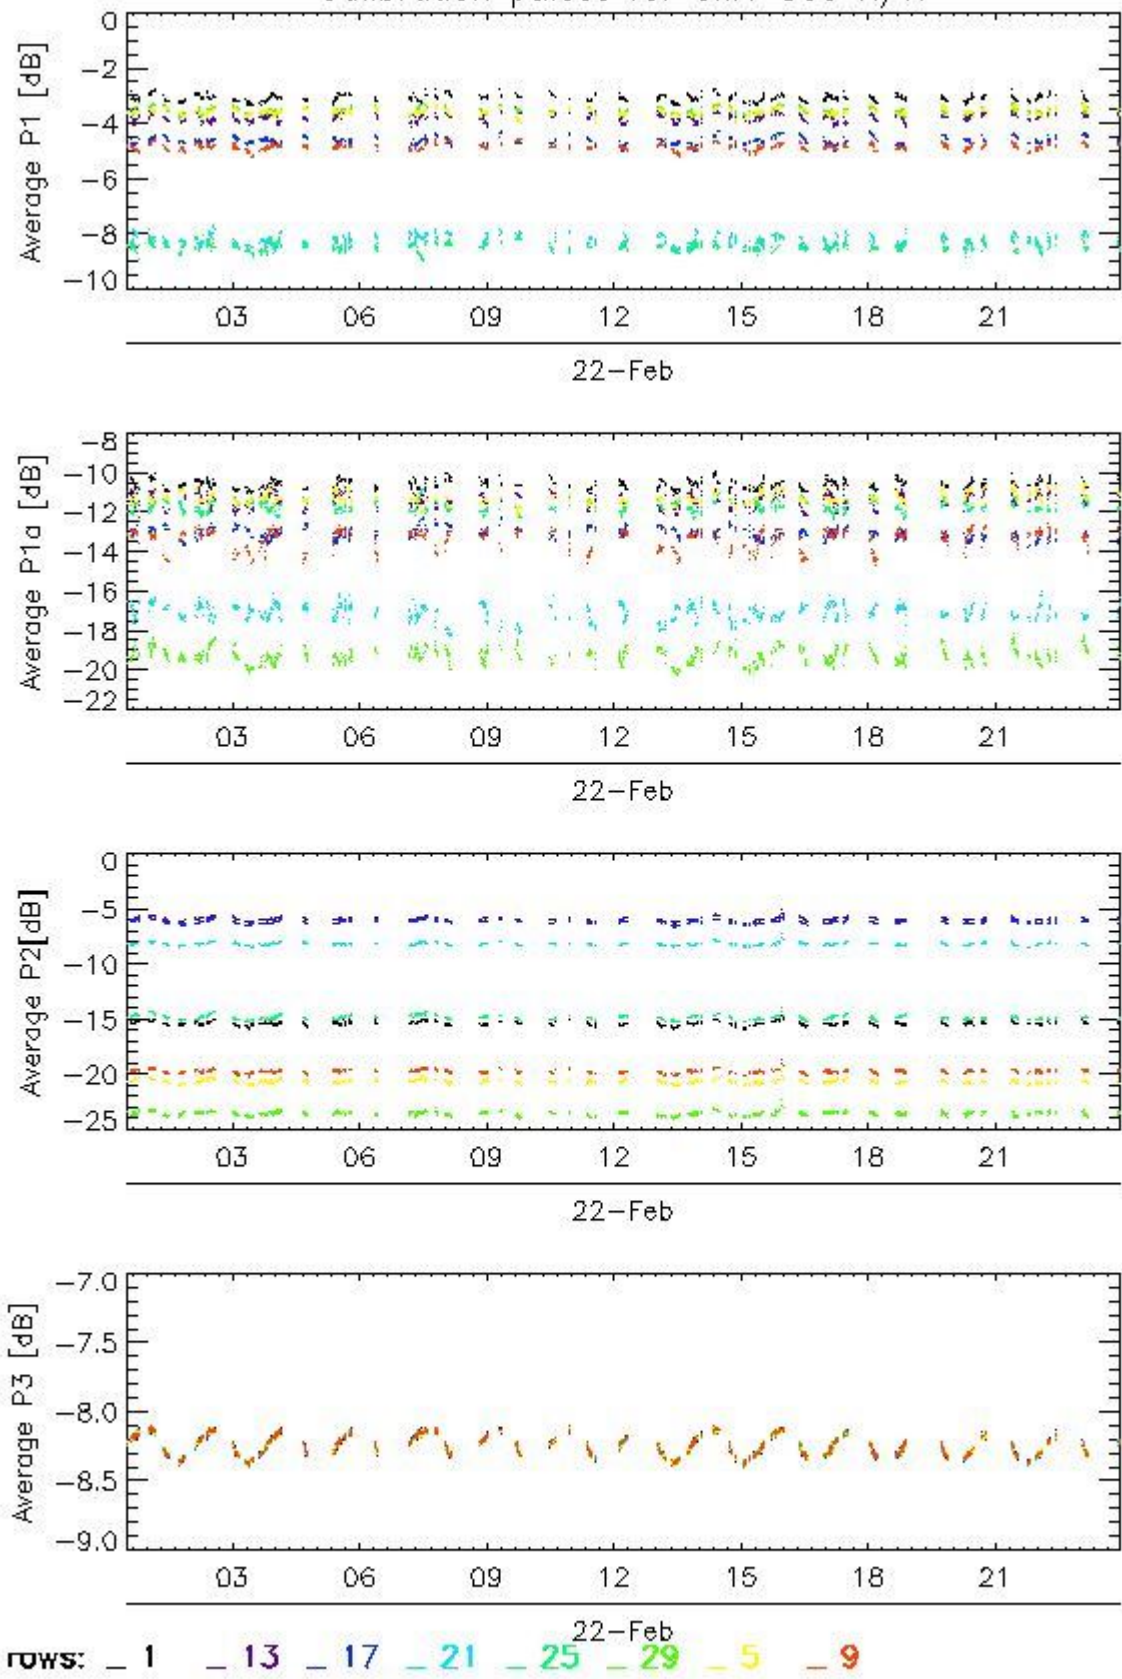 Average P1 [dB]
0
−2
−4
−6
−8
−10
03 06 09 12 15 18 21
22−Feb
Average P1a [dB]
−8
−10
−12
−14
−16
−18
−20
−22
03 06 09 12 15 18 21
22−Feb
Average P2[dB]
0
−5
−10
−15
−20
−25
03 06 09 12 15 18 21
22−Feb
Average P3 [dB]
−7.0
−7.5
−8.0
−8.5
−9.0
03 06 09 12 15 18 21
22−Feb
rows: _ 1 _ 13 _ 17 _ 21 _ 25 _ 29 _ 5 _ 9